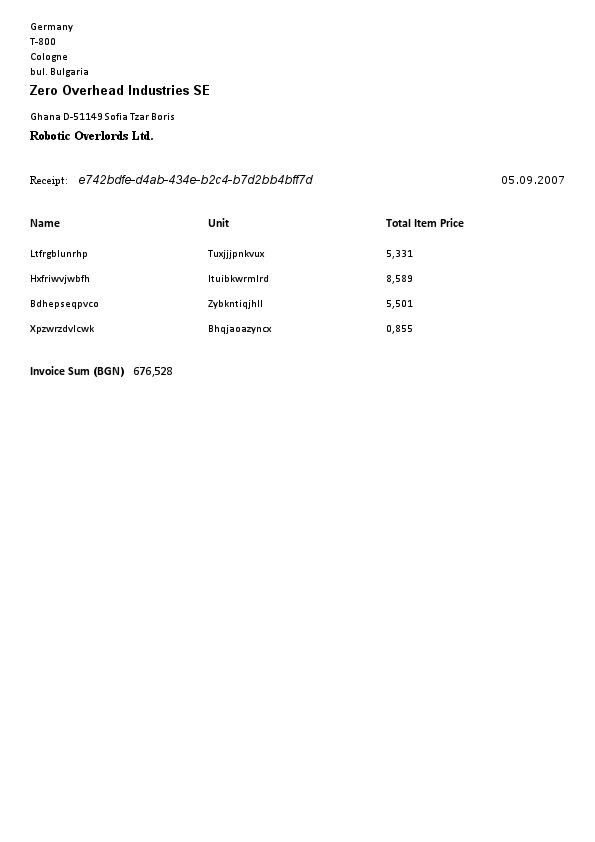 Germany
T-800
Cologne
bul. Bulgaria
Zero Overhead Industries SE
Ghana D-51149 Sofia Tzar Boris
Robotic Overlords Ltd.
Receipt: e742bdfe-d4ab-434e-b2c4-b7d2bb4bff7d 05.09.2007
Name Unit Total Item Price
Ltfrgblunrhp Tuxjjjpnkvux 5,331
Hxfriwvjwbfh Ituibkwrmlrd 8,589
Bdhepseqpvco Zybkntiqjhll 5,501
Xpzwrzdvlcwk Bhqjaoazyncx 0,855
Invoice Sum (BGN) 676,528